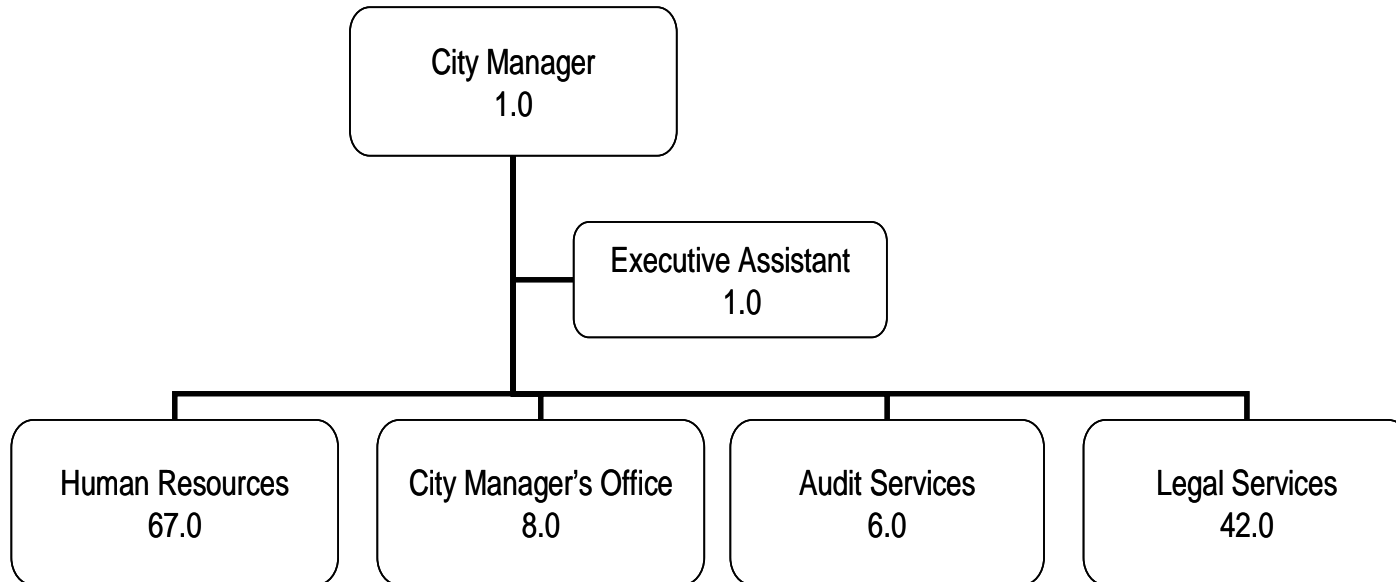 City Manager
1.0
Executive Assistant
1.0
Human Resources
67.0
City Manager’s Office
8.0
Audit Services
6.0
Legal Services
42.0